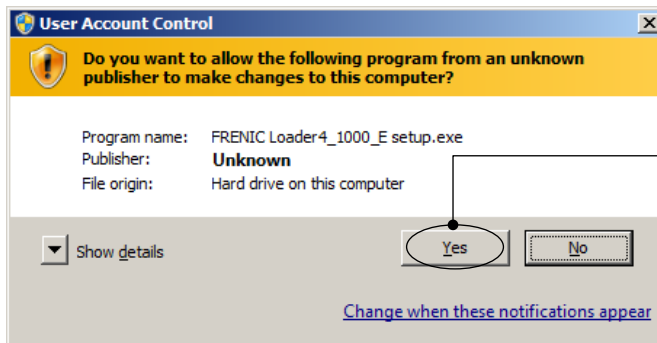 User Account Control
Do you want to allow the following program from an unknown
publisher to make changes to this computer?
Program name: FRENIC Loader4_1000_E setup.exe
Publisher: Unknown
File origin: Hard drive on this computer
Show details
Yes
No
Change when these notifications appear